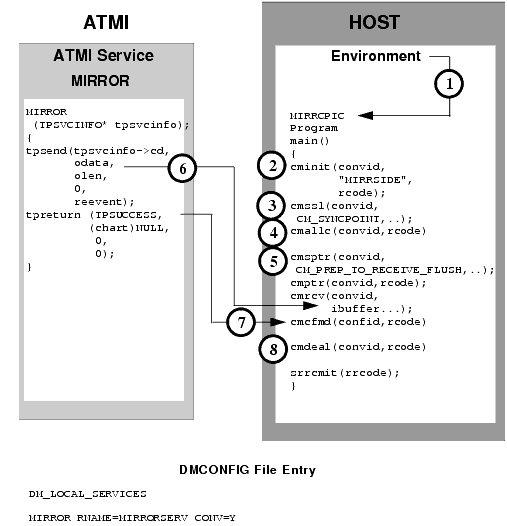 ATMI
HOST
ATMI Service
MIRROR
MIRROR
(TPSVCINFO* tpsvcinfo);
{
tpsend(tpsvcinfo->cd,
odata,
olen,
0,
reevent);
tpreturn (TPSUCCESS,
(chart)NULL,
0,
0);
}
6
7
Environment
1
MIRRCPIC
Program
main()
{
2
cminit(convid,
"MIRRSIDE",
rcode);
3
cmssl(convid,
CM_SYNCPOINT,..);
4
cmallc(convid,rcode)
5
cmsptr(convid,
CM_PREP_TO_RECEIVE_FLUSH,..);
cmptr(convid,rcode);
cmrcv(convid,
ibuffer...);
cmcfmd(confid,rcode)
8
cmdeal(convid,rcode)
srrcmit(rrcode);
}
DMCONFIG File Entry
DM_LOCAL_SERVICES
MIRROR RNAME=MIRRORSERV CONV=Y